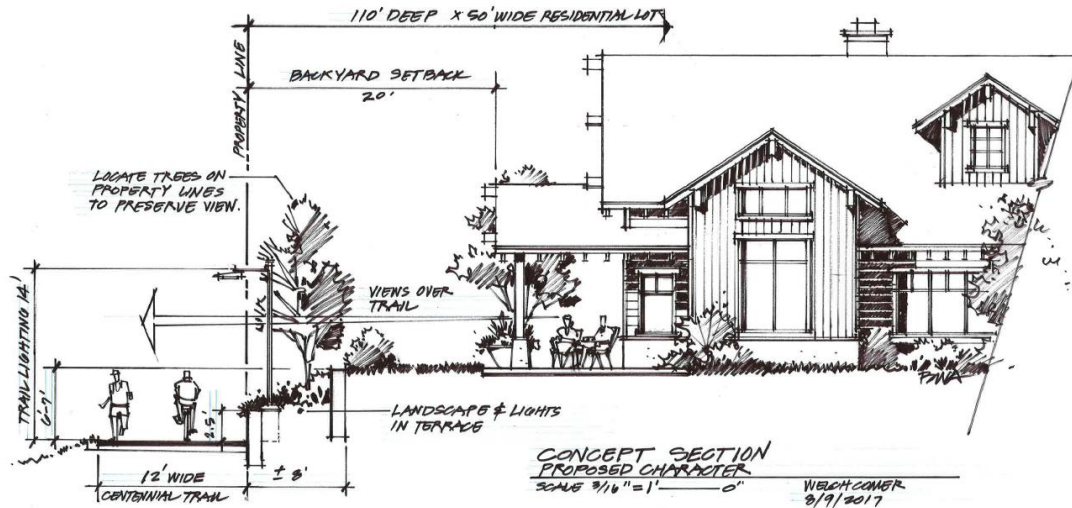 110' DEEP X 50' WIDE RESIDENTIAL LOT
PROPERTY LINE
BACKYARD SETBACK
20'
LOCATE TREES ON
PROPERTY LINES
TO PRESERVE VIEW.
VIEWS OVER
TRAIL
TRAIL LIGHTING 14'
6'-9"
2.5'
LANDSCAPE & LIGHTS
IN TERRACE
12' WIDE
CENTENNIAL TRAIL
± 8'
CONCEPT SECTION
PROPOSED CHARACTER
SCALE 3/16" = 1' 0"
WELCH COMER
8/9/2017